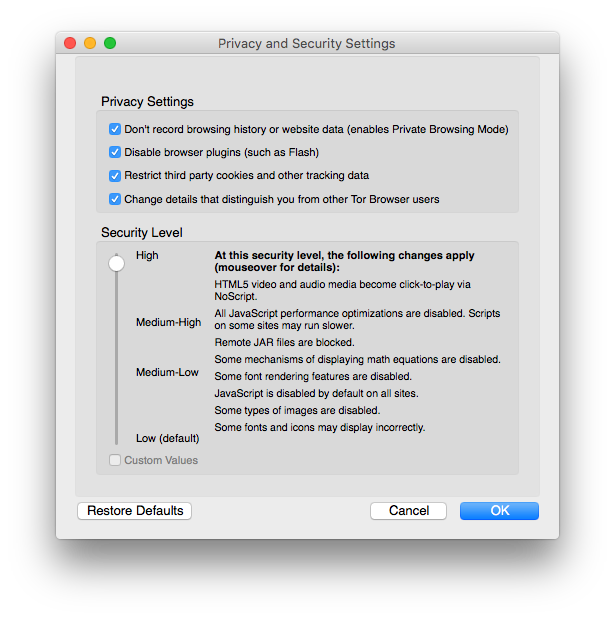 Privacy and Security Settings
Privacy Settings
Don't record browsing history or website data (enables Private Browsing Mode)
Disable browser plugins (such as Flash)
Restrict third party cookies and other tracking data
Change details that distinguish you from other Tor Browser users
Security Level
High
Medium-High
Medium-Low
Low (default)
At this security level, the following changes apply
(mouseover for details):
HTML5 video and audio media become click-to-play via
NoScript.
All JavaScript performance optimizations are disabled. Scripts
on some sites may run slower.
Remote JAR files are blocked.
Some mechanisms of displaying math equations are disabled.
Some font rendering features are disabled.
JavaScript is disabled by default on all sites.
Some types of images are disabled.
Some fonts and icons may display incorrectly.
Custom Values
Restore Defaults
Cancel
OK